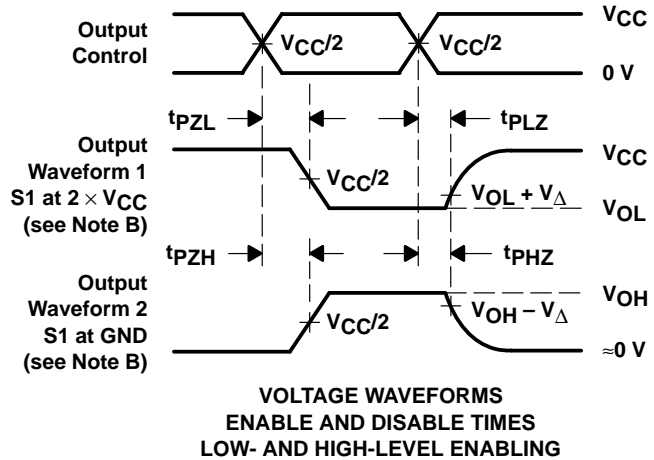 Output
Control
VCC/2
VCC/2
VCC
0 V
tPZL
tPLZ
Output
Waveform 1
S1 at 2 × VCC
(see Note B)
VCC/2
VCC
VOL + VΔ
VOL
tPZH
tPHZ
Output
Waveform 2
S1 at GND
(see Note B)
VCC/2
VOH
VOH − VΔ
≈0 V
VOLTAGE WAVEFORMS
ENABLE AND DISABLE TIMES
LOW- AND HIGH-LEVEL ENABLING